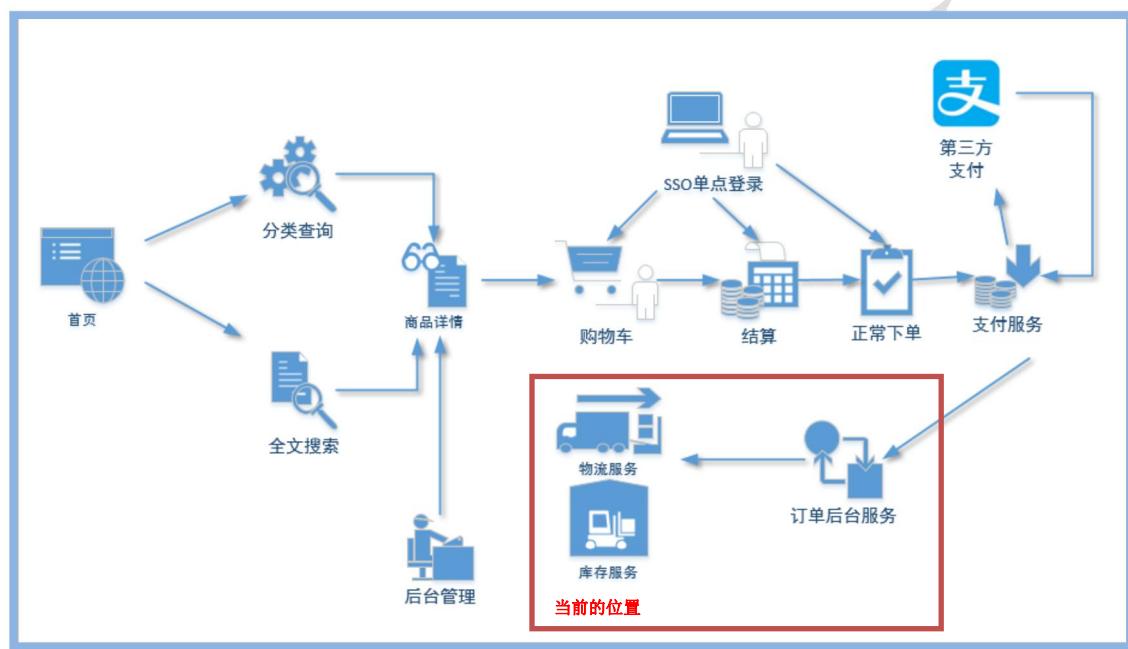 支
第三方
支付
SSO单点登录
分类查询
首页
商品详情
购物车
结算
正常下单
支付服务
全文搜索
物流服务
订单后台服务
库存服务
后台管理
当前的位置